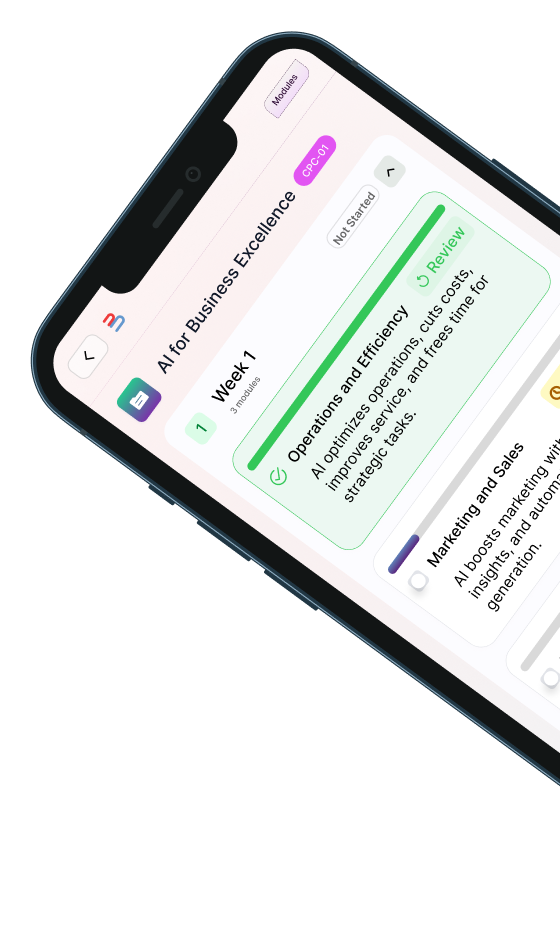 Modules
AI for Business Excellence
CPC-01
1
Week 1
3 modules
Not Started
Operations and Efficiency
Review
AI optimizes operations, cuts costs,
improves service, and frees time for
strategic tasks.
Marketing and Sales
AI boosts marketing with
insights, and automa
generation.